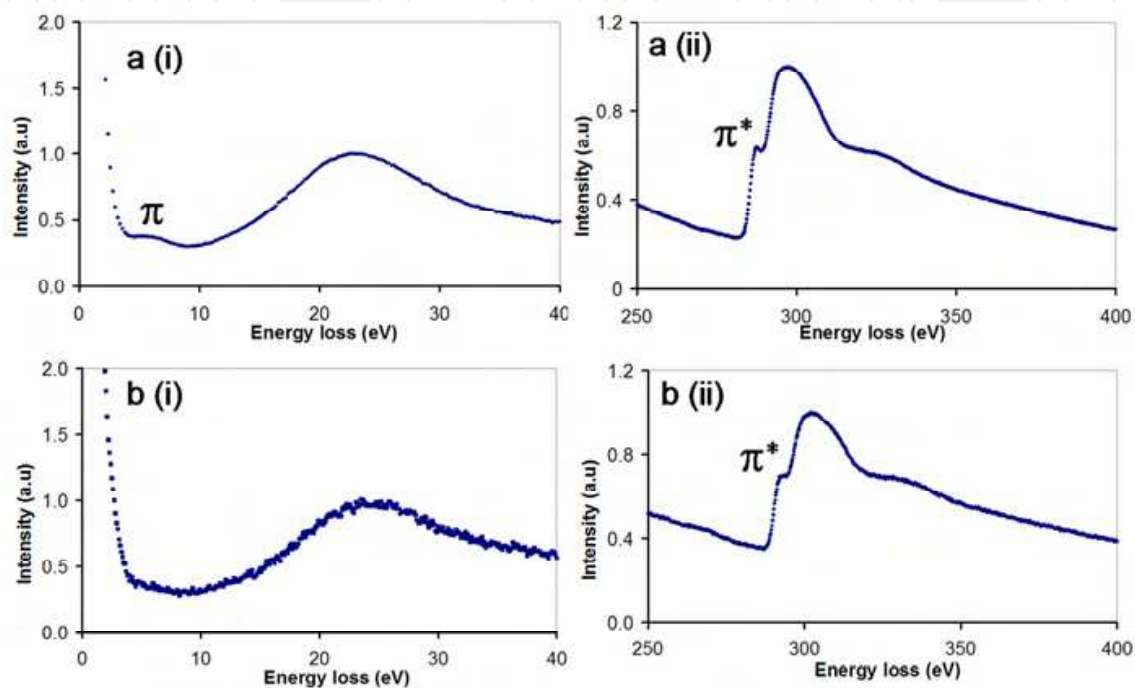 a (i)
2.0
1.5
1.0
0.5
0.0
Intensity (a.u)
π
0
10
20
30
40
Energy loss (eV)
a (ii)
1.2
0.8
0.4
0
Intensity (a.u)
π*
250
300
350
400
Energy loss (eV)
b (i)
2.0
1.5
1.0
0.5
0.0
Intensity (a.u)
0
10
20
30
40
Energy loss (eV)
b (ii)
1.2
0.8
0.4
0.0
Intensity (a.u)
π*
250
300
350
400
Energy loss (eV)